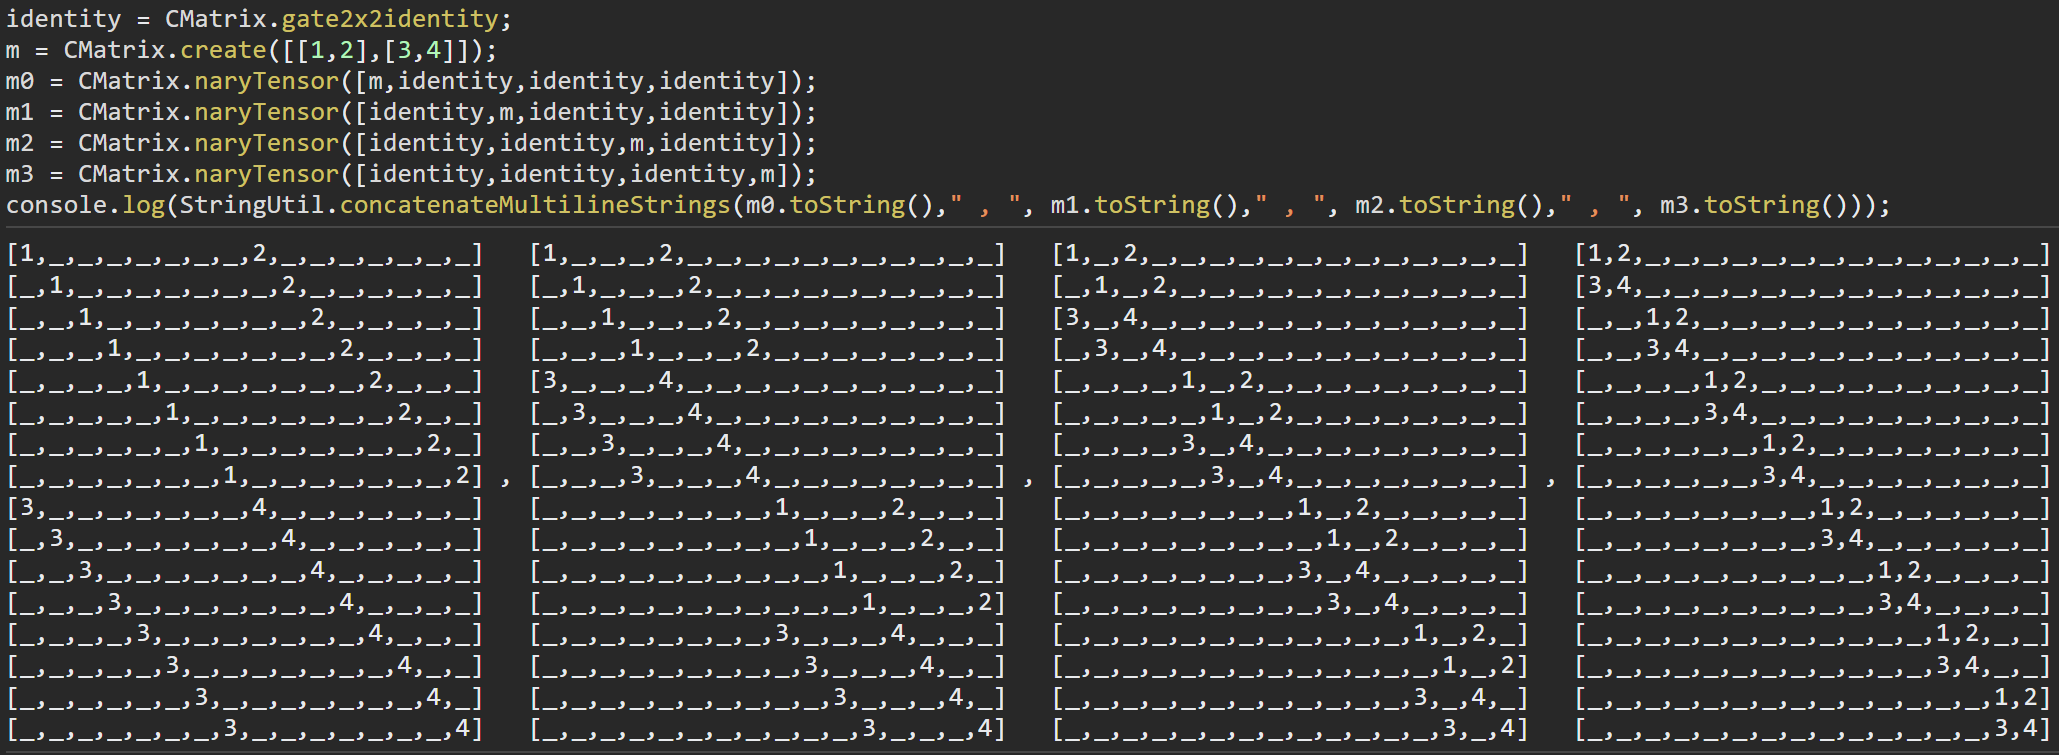 identity = CMatrix.gate2x2identity;
m = CMatrix.create([[1,2],[3,4]]);
m0 = CMatrix.naryTensor([m,identity,identity,identity]);
m1 = CMatrix.naryTensor([identity,m,identity,identity]);
m2 = CMatrix.naryTensor([identity,identity,m,identity]);
m3 = CMatrix.naryTensor([identity,identity,identity,m]);
console.log(StringUtil.concatenateMultilineStrings(m0.toString()," , ", m1.toString()," , ", m2.toString()," , ", m3.toString()));
[1,_,_,_,_,_,_,_,2,_,_,_,_,_,_,_]   [1,_,_,_,2,_,_,_,_,_,_,_,_,_,_,_]   [1,_,2,_,_,_,_,_,_,_,_,_,_,_,_,_]   [1,2,_,_,_,_,_,_,_,_,_,_,_,_,_,_]
[_,1,_,_,_,_,_,_,_,2,_,_,_,_,_,_]   [_,1,_,_,_,2,_,_,_,_,_,_,_,_,_,_]   [_,1,_,2,_,_,_,_,_,_,_,_,_,_,_,_]   [3,4,_,_,_,_,_,_,_,_,_,_,_,_,_,_]
[_,_,1,_,_,_,_,_,_,_,2,_,_,_,_,_]   [_,_,1,_,_,_,2,_,_,_,_,_,_,_,_,_]   [3,_,4,_,_,_,_,_,_,_,_,_,_,_,_,_]   [_,_,1,2,_,_,_,_,_,_,_,_,_,_,_,_]
[_,_,_,1,_,_,_,_,_,_,_,2,_,_,_,_]   [_,_,_,1,_,_,_,2,_,_,_,_,_,_,_,_]   [_,3,_,4,_,_,_,_,_,_,_,_,_,_,_,_]   [_,_,3,4,_,_,_,_,_,_,_,_,_,_,_,_]
[_,_,_,_,1,_,_,_,_,_,_,_,2,_,_,_]   [3,_,_,_,4,_,_,_,_,_,_,_,_,_,_,_]   [_,_,_,_,1,_,2,_,_,_,_,_,_,_,_,_]   [_,_,_,_,1,2,_,_,_,_,_,_,_,_,_,_]
[_,_,_,_,_,1,_,_,_,_,_,_,_,2,_,_]   [_,3,_,_,_,4,_,_,_,_,_,_,_,_,_,_]   [_,_,_,_,_,1,_,2,_,_,_,_,_,_,_,_]   [_,_,_,_,3,4,_,_,_,_,_,_,_,_,_,_]
[_,_,_,_,_,_,1,_,_,_,_,_,_,_,2,_]   [_,_,3,_,_,_,4,_,_,_,_,_,_,_,_,_]   [_,_,_,_,3,_,4,_,_,_,_,_,_,_,_,_]   [_,_,_,_,_,_,1,2,_,_,_,_,_,_,_,_]
[_,_,_,_,_,_,_,1,_,_,_,_,_,_,_,2] , [_,_,_,3,_,_,_,4,_,_,_,_,_,_,_,_] , [_,_,_,_,_,3,_,4,_,_,_,_,_,_,_,_] , [_,_,_,_,_,_,3,4,_,_,_,_,_,_,_,_]
[3,_,_,_,_,_,_,_,4,_,_,_,_,_,_,_]   [_,_,_,_,_,_,_,_,1,_,_,_,2,_,_,_]   [_,_,_,_,_,_,_,_,1,_,2,_,_,_,_,_]   [_,_,_,_,_,_,_,_,1,2,_,_,_,_,_,_]
[_,3,_,_,_,_,_,_,_,4,_,_,_,_,_,_]   [_,_,_,_,_,_,_,_,_,1,_,_,_,2,_,_]   [_,_,_,_,_,_,_,_,_,1,_,2,_,_,_,_]   [_,_,_,_,_,_,_,_,3,4,_,_,_,_,_,_]
[_,_,3,_,_,_,_,_,_,_,4,_,_,_,_,_]   [_,_,_,_,_,_,_,_,_,_,1,_,_,_,2,_]   [_,_,_,_,_,_,_,_,3,_,4,_,_,_,_,_]   [_,_,_,_,_,_,_,_,_,_,1,2,_,_,_,_]
[_,_,_,3,_,_,_,_,_,_,_,4,_,_,_,_]   [_,_,_,_,_,_,_,_,_,_,_,1,_,_,_,2]   [_,_,_,_,_,_,_,_,_,3,_,4,_,_,_,_]   [_,_,_,_,_,_,_,_,_,_,3,4,_,_,_,_]
[_,_,_,_,3,_,_,_,_,_,_,_,4,_,_,_]   [_,_,_,_,_,_,_,_,3,_,_,_,4,_,_,_]   [_,_,_,_,_,_,_,_,_,_,_,_,1,_,2,_]   [_,_,_,_,_,_,_,_,_,_,_,_,1,2,_,_]
[_,_,_,_,_,3,_,_,_,_,_,_,_,4,_,_]   [_,_,_,_,_,_,_,_,_,3,_,_,_,4,_,_]   [_,_,_,_,_,_,_,_,_,_,_,_,_,1,_,2]   [_,_,_,_,_,_,_,_,_,_,_,_,3,4,_,_]
[_,_,_,_,_,_,3,_,_,_,_,_,_,_,4,_]   [_,_,_,_,_,_,_,_,_,_,3,_,_,_,4,_]   [_,_,_,_,_,_,_,_,_,_,_,_,3,_,4,_]   [_,_,_,_,_,_,_,_,_,_,_,_,_,_,1,2]
[_,_,_,_,_,_,_,3,_,_,_,_,_,_,_,4]   [_,_,_,_,_,_,_,_,_,_,_,3,_,_,_,4]   [_,_,_,_,_,_,_,_,_,_,_,_,_,3,_,4]   [_,_,_,_,_,_,_,_,_,_,_,_,_,_,3,4]